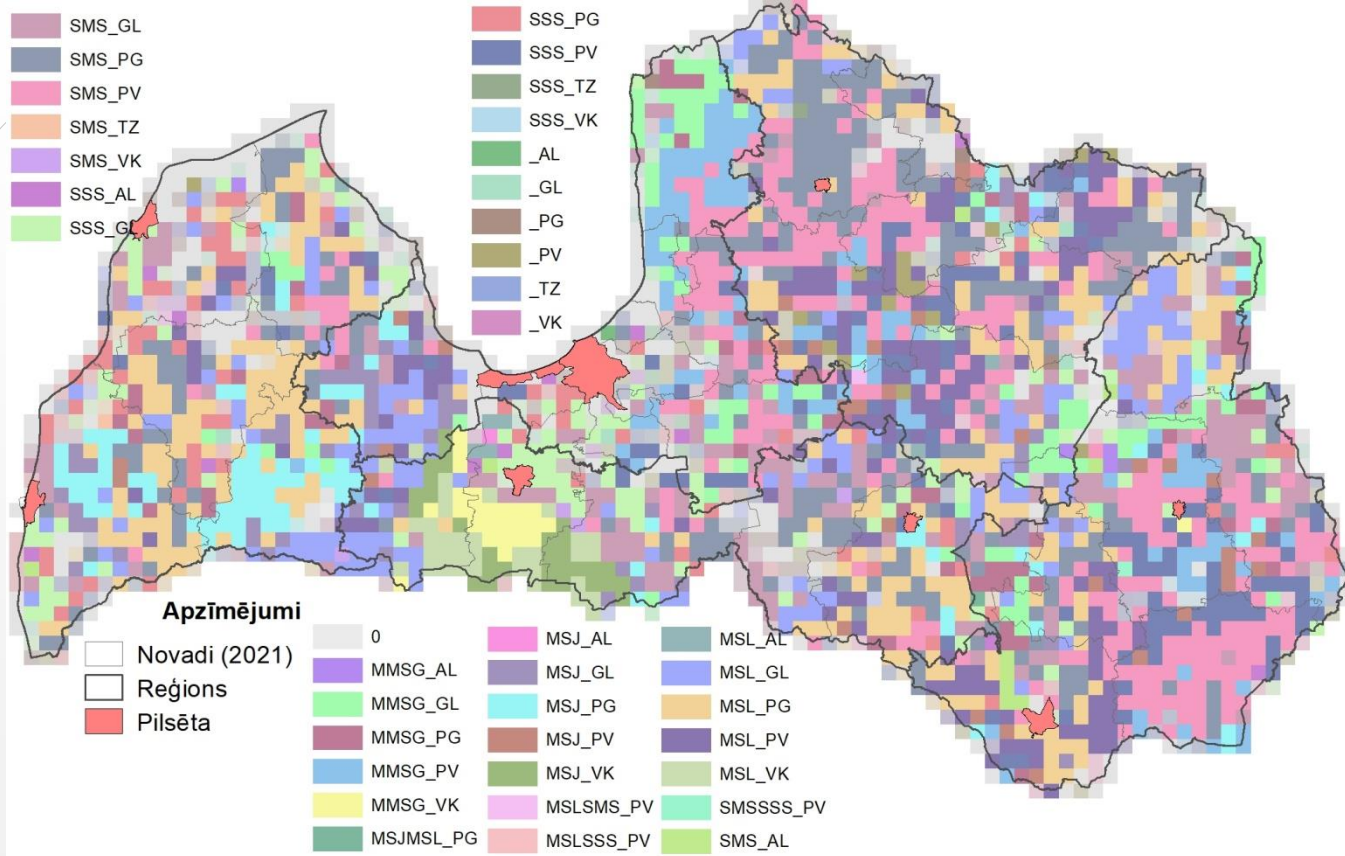 SMS_GL
SMS_PG
SMS_PV
SMS_TZ
SMS_VK
SSS_AL
SSS_GL
SSS_PG
SSS_PV
SSS_TZ
SSS_VK
_AL
_GL
_PG
_PV
_TZ
_VK
Apzīmējumi
Novadi (2021)
Reģions
Pilsēta
0
MMSG_AL
MMSG_GL
MMSG_PG
MMSG_PV
MMSG_VK
MSJMSL_PG
MSJ_AL
MSJ_GL
MSJ_PG
MSJ_PV
MSJ_VK
MSLSMS_PV
MSLSSS_PV
MSL_AL
MSL_GL
MSL_PG
MSL_PV
MSL_VK
SMSSSS_PV
SMS_AL